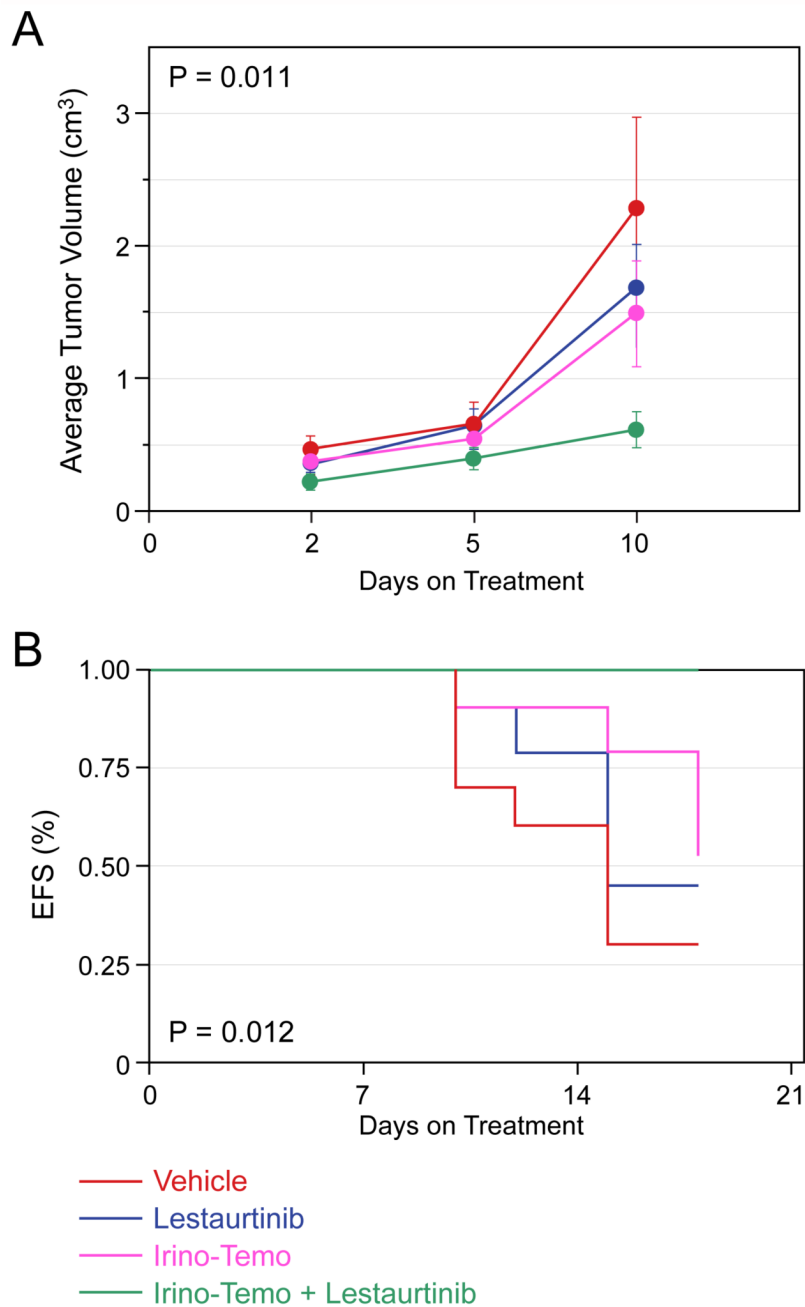 A
P = 0.011
Average Tumor Volume (cm³)
3
2
1
0
0 2 5 10
Days on Treatment
B
P = 0.012
EFS (%)
1.00
0.75
0.50
0.25
0
0 7 14 21
Days on Treatment
Vehicle
Lestaurtinib
Irino-Temo
Irino-Temo + Lestaurtinib